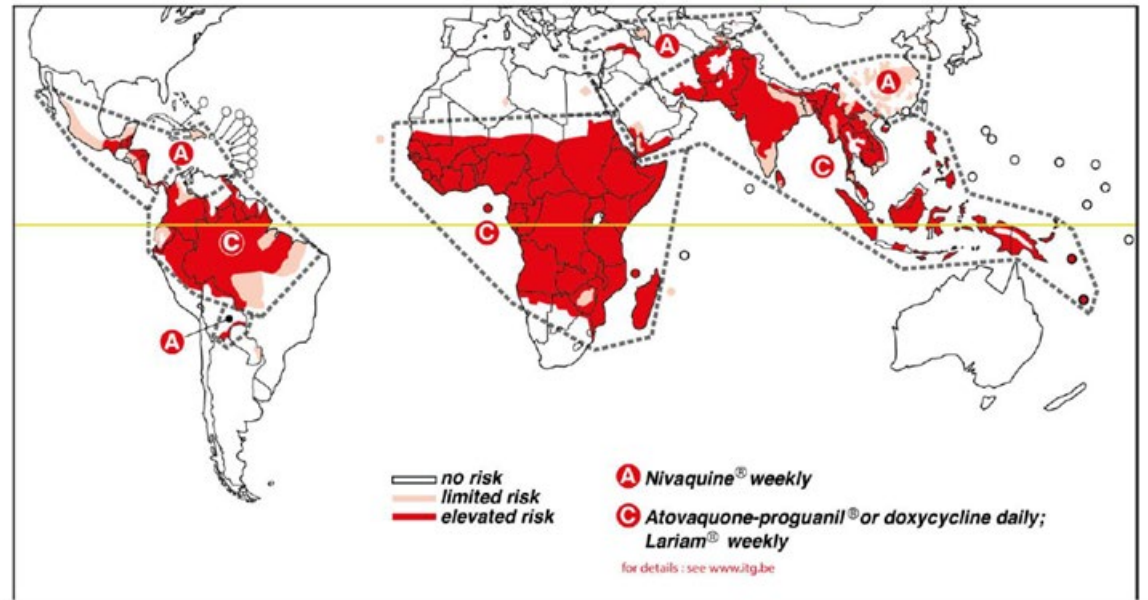 A
A
A
C
C
C
A
no risk
limited risk
elevated risk
A Nivaquine® weekly
C Atovaquone-proguanil®or doxycycline daily;
Lariam® weekly
for details : see www.itg.be